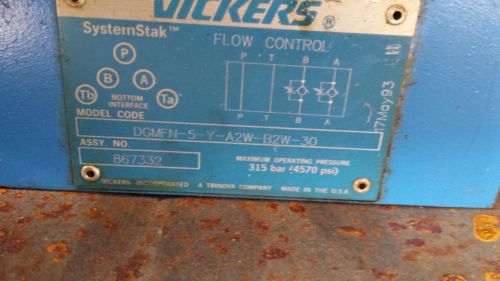 VICKERS®
SystemStak™
FLOW CONTROL
P
B A
Tb Ta
BOTTOM
INTERFACE
P T B A
P T B A
17May93
MODEL CODE
DGMFN-5-Y-A2W-B2W-30
ASSY. NO.
867332
MAXIMUM OPERATING PRESSURE
315 bar (4570 psi)
VICKERS INCORPORATED A TRINOVA COMPANY MADE IN THE U.S.A.